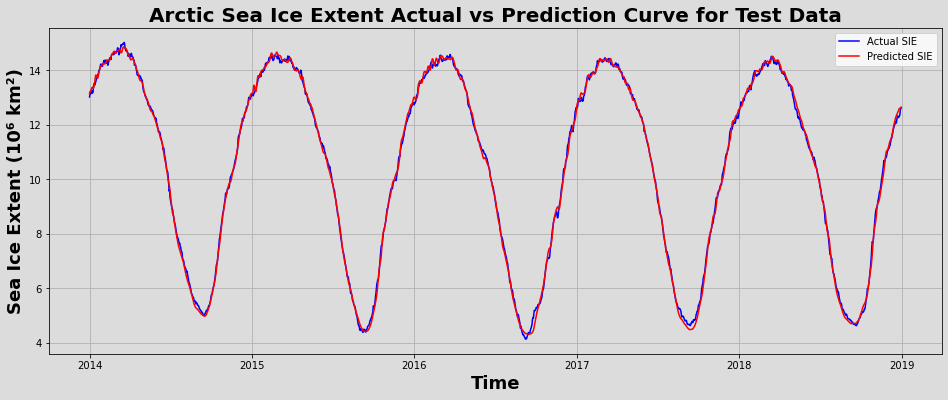 Arctic Sea Ice Extent Actual vs Prediction Curve for Test Data
Actual SIE
Predicted SIE
Sea Ice Extent (10⁶ km²)
14
12
10
8
6
4
2014 2015 2016 2017 2018 2019
Time